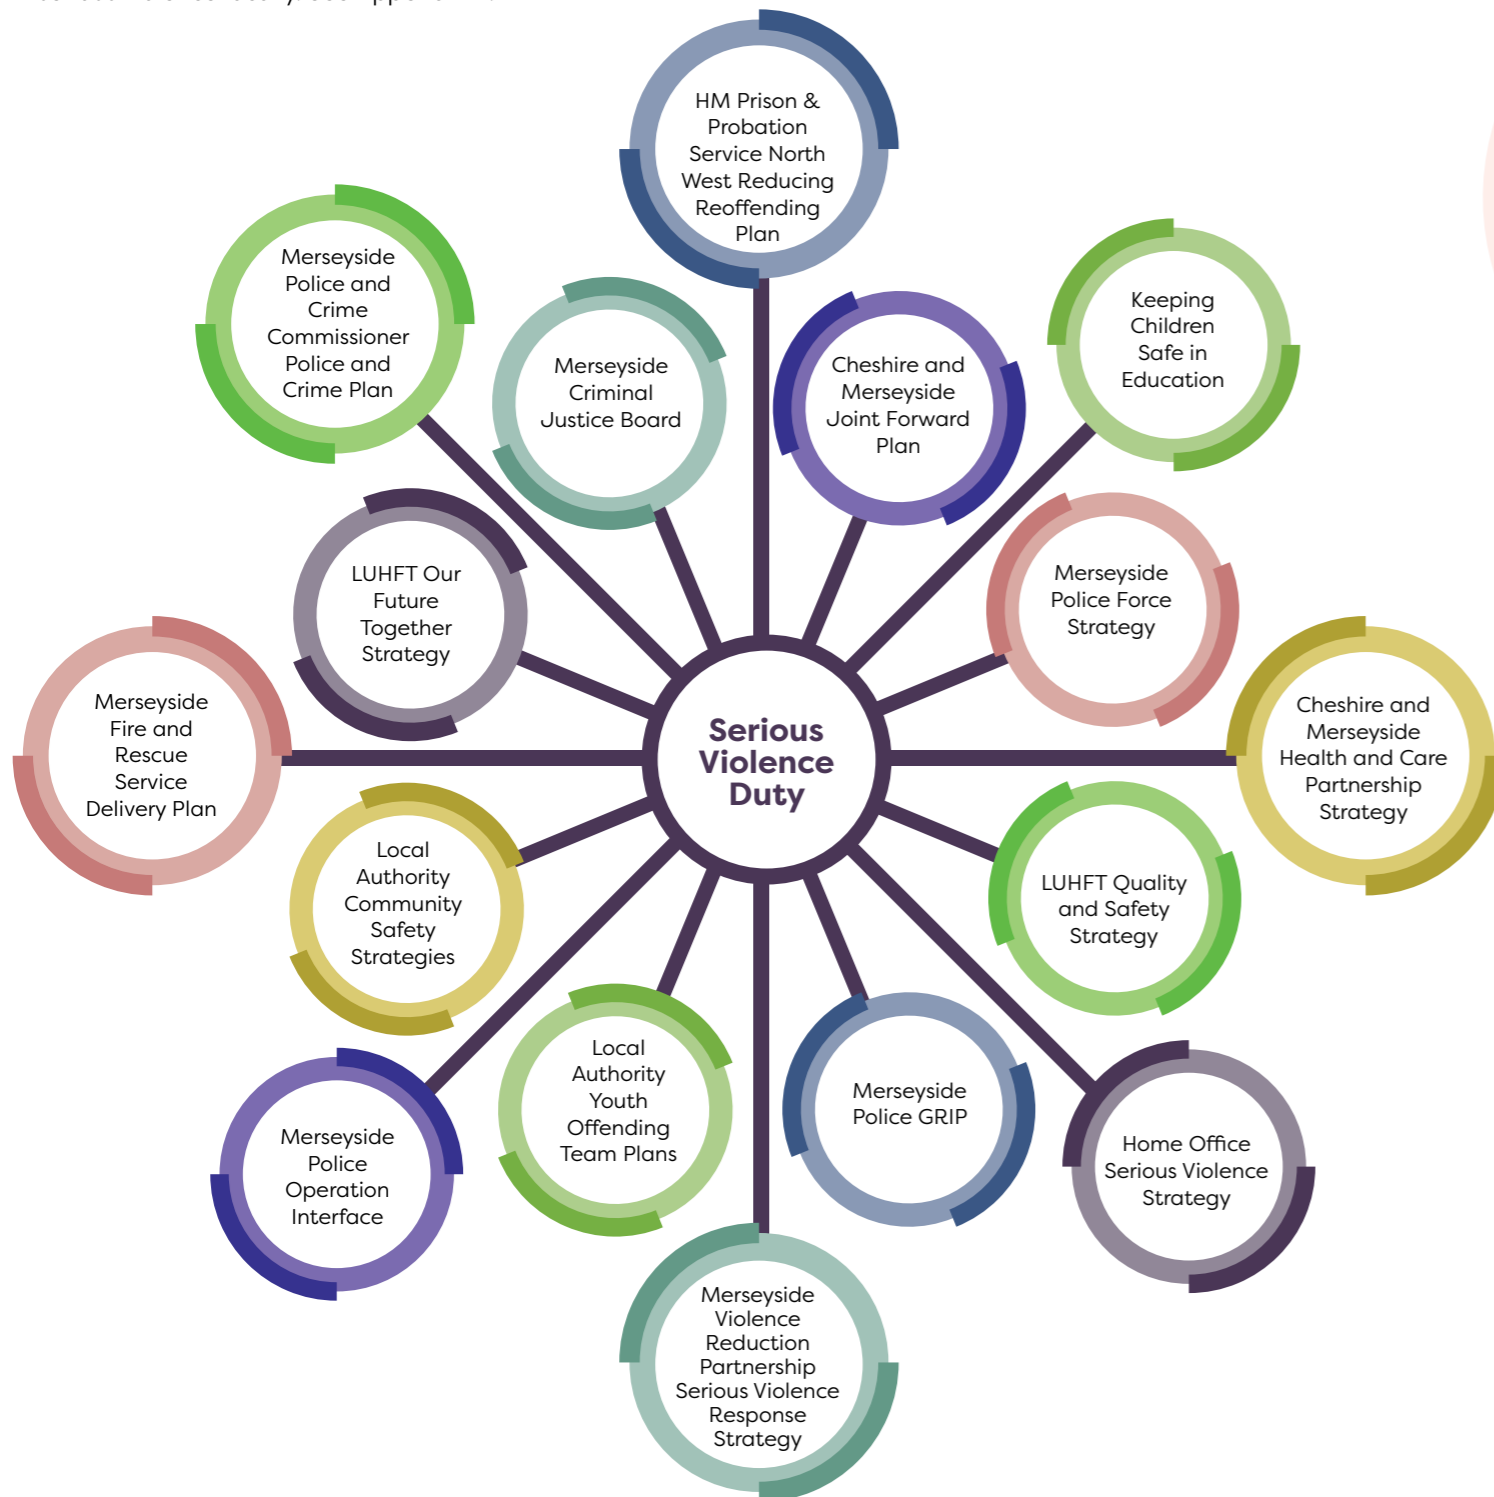 HM Prison &
Probation
Service North
West Reducing
Reoffending
Plan
Merseyside
Police and
Crime
Commissioner
Police and
Crime Plan
Keeping
Children
Safe in
Education
Merseyside
Criminal
Justice Board
Cheshire and
Merseyside
Joint Forward
Plan
LUHFT Our
Future
Together
Strategy
Merseyside
Police Force
Strategy
Merseyside
Fire and
Rescue
Service
Delivery Plan
Serious
Violence
Duty
Cheshire and
Merseyside
Health and Care
Partnership
Strategy
Local
Authority
Community
Safety
Strategies
LUHFT Quality
and Safety
Strategy
Local
Authority
Youth
Offending
Team Plans
Merseyside
Police GRIP
Merseyside
Police
Operation
Interface
Home Office
Serious Violence
Strategy
Merseyside
Violence
Reduction
Partnership
Serious Violence
Response
Strategy